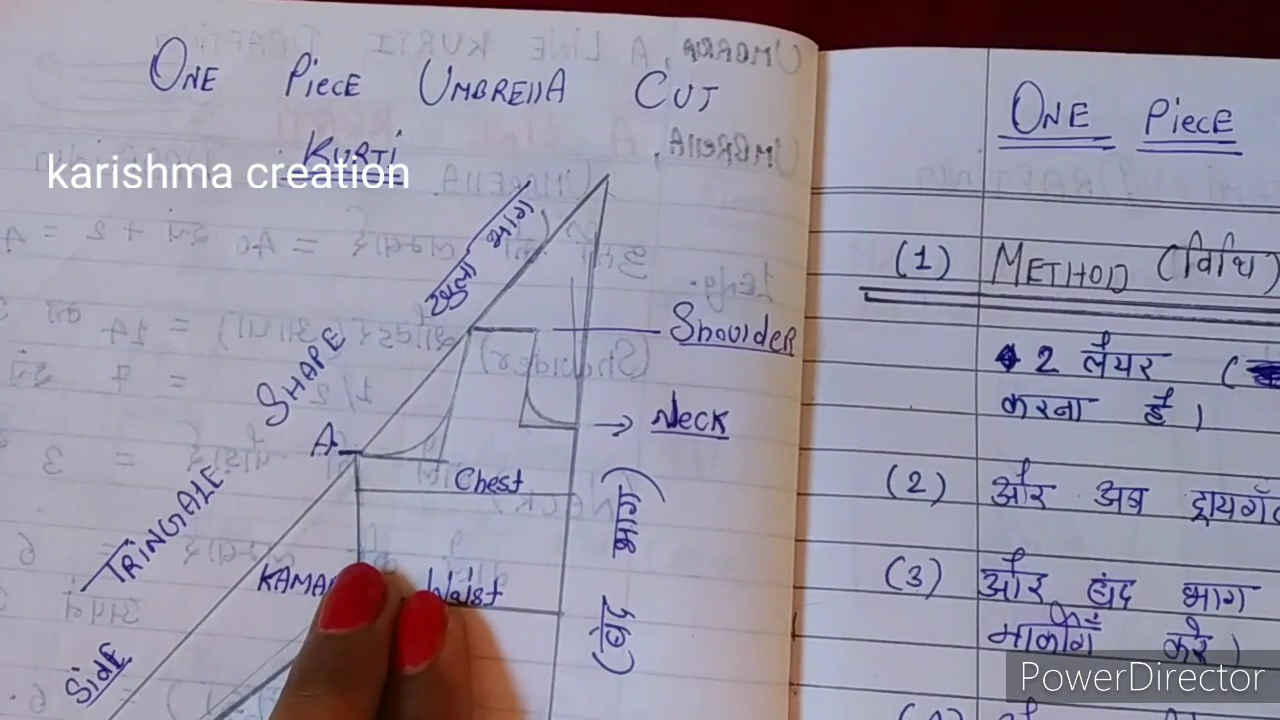 ONE PIECE UMBRELLA CUT
KURTI
karishma creation
खुला भाग
SHAPE
TRINGALE
SIDE
SHOULDER
NECK
A
Chest
KAMAR
Waist
(बंद भाग)
ONE PIECE
(1) METHOD (विधि)
2 लेयर (
करना है।
(2) और अब
(3) और बंद भाग
मार्कींग करे)
PowerDirector